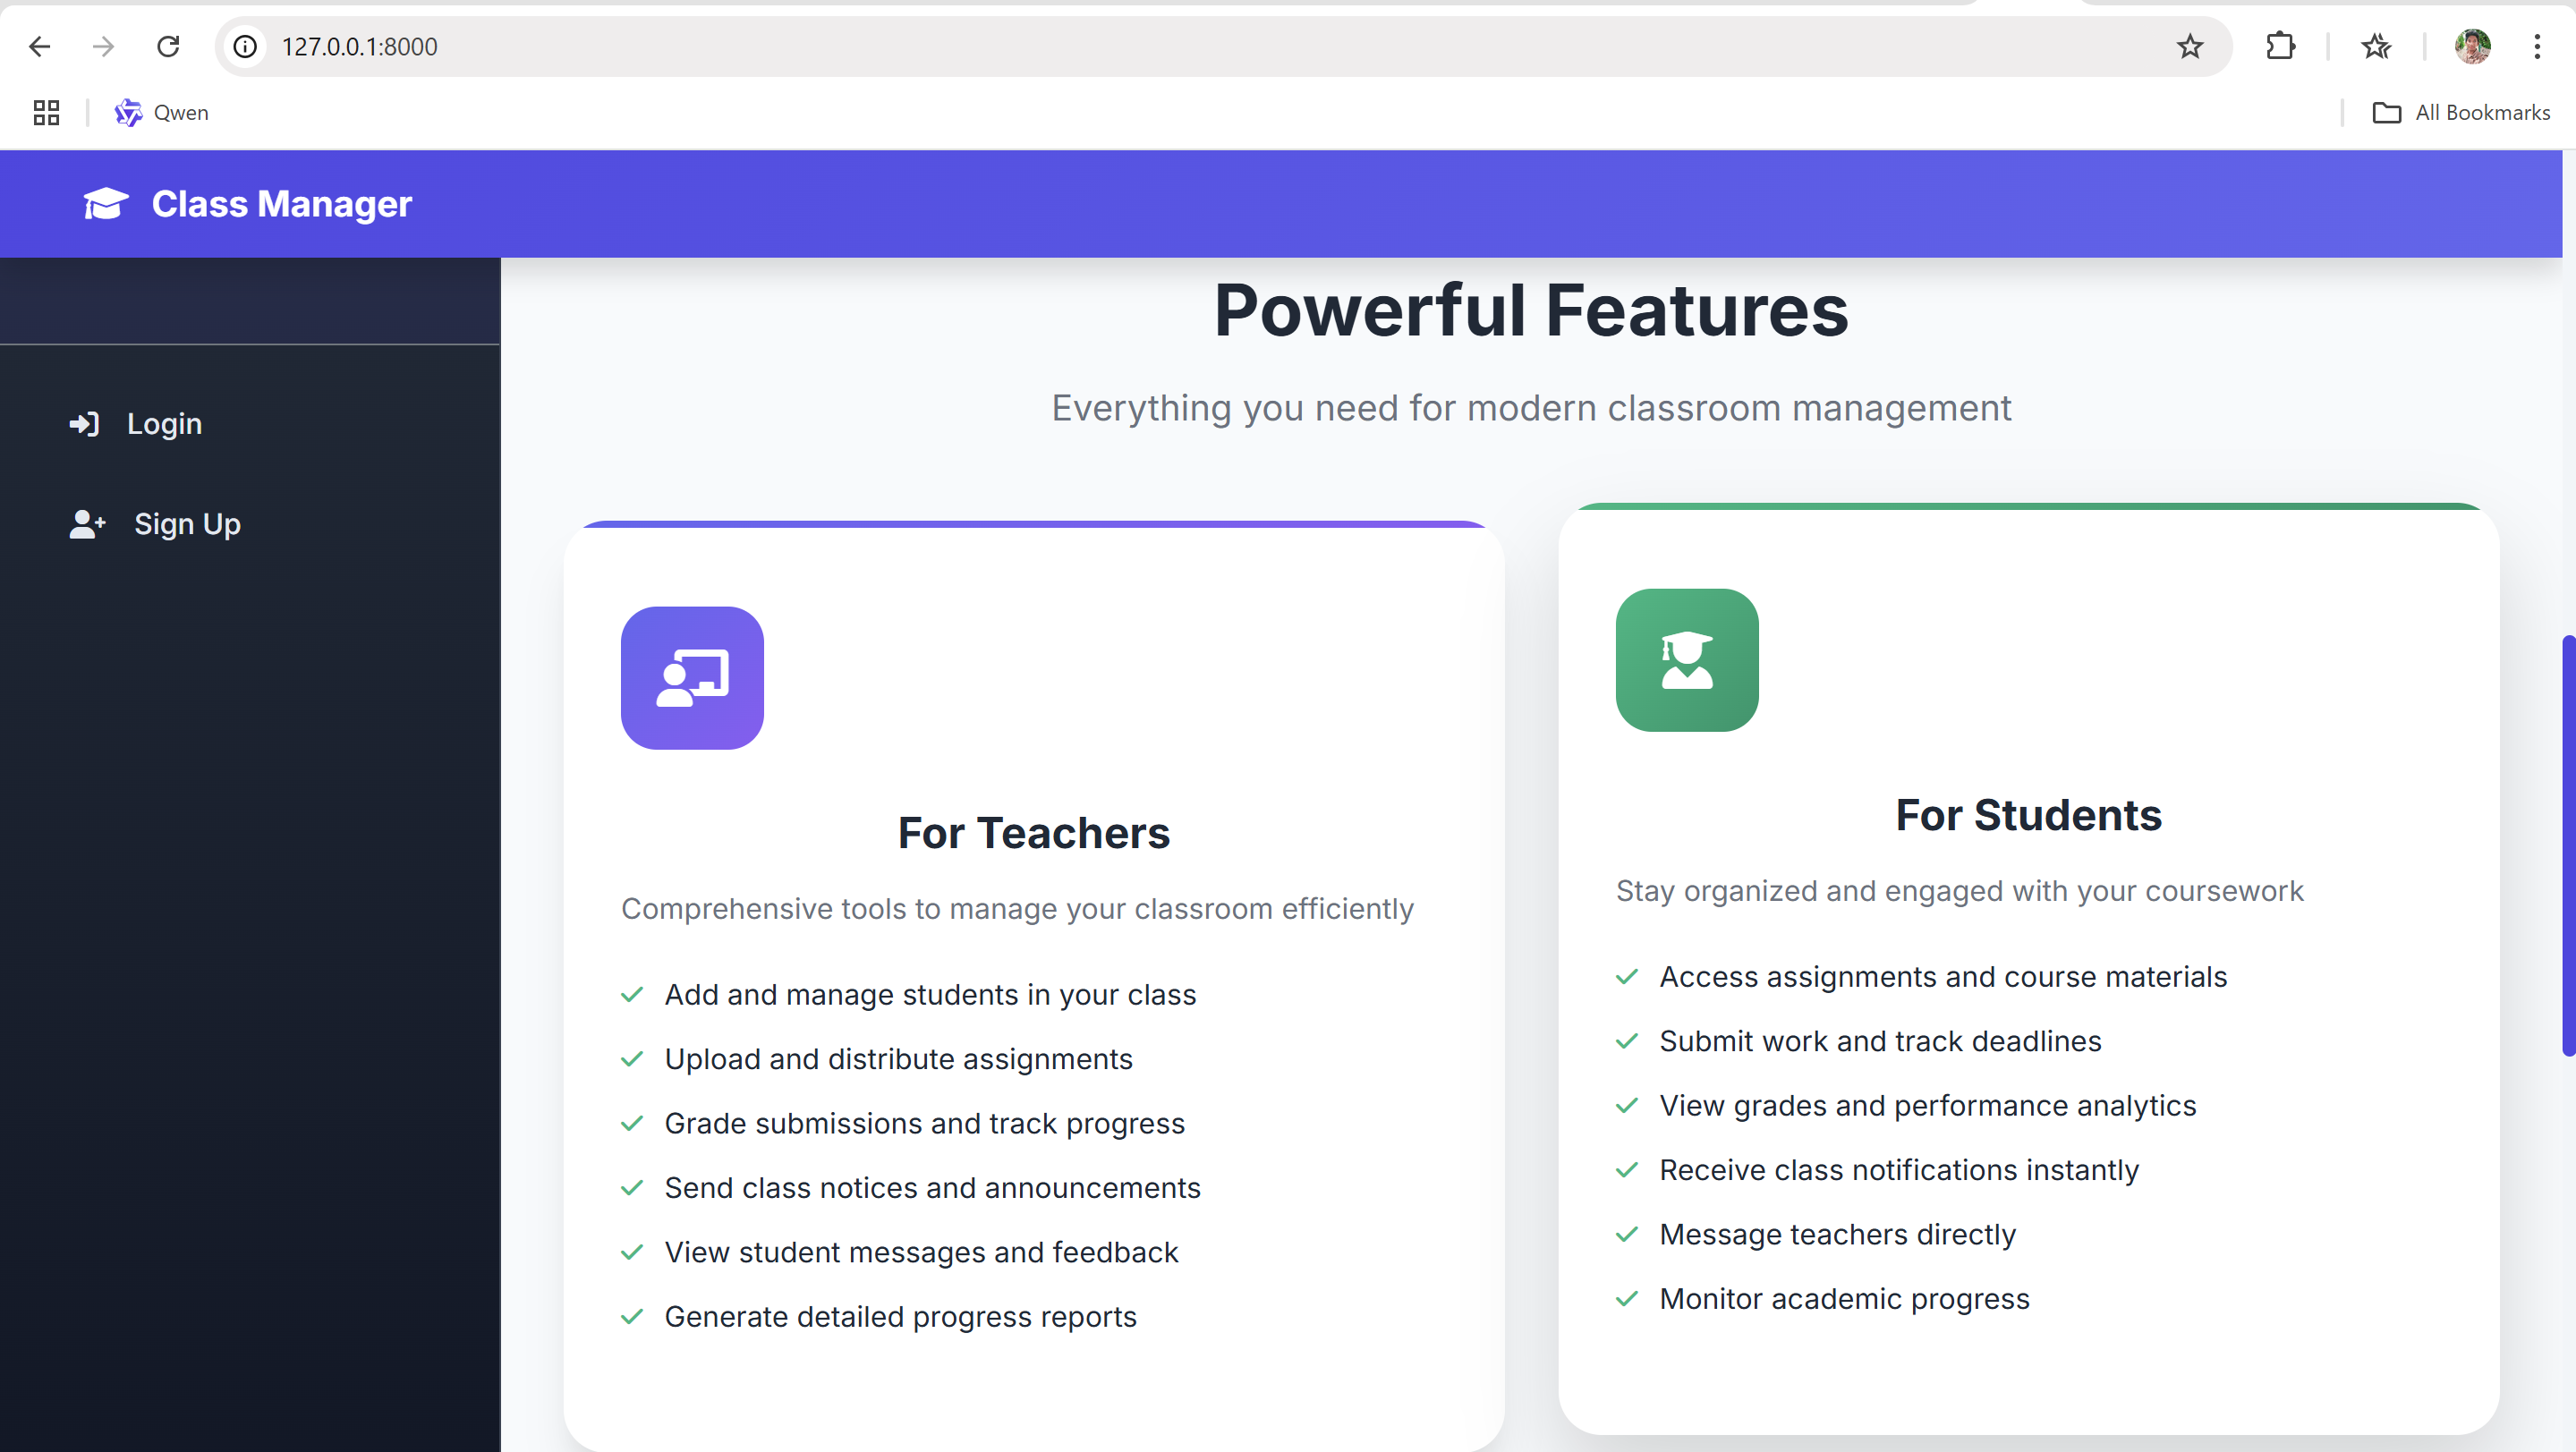 127.0.0.1:8000
Qwen
All Bookmarks
Class Manager
Login
Sign Up
Powerful Features
Everything you need for modern classroom management
For Teachers
Comprehensive tools to manage your classroom efficiently
Add and manage students in your class
Upload and distribute assignments
Grade submissions and track progress
Send class notices and announcements
View student messages and feedback
Generate detailed progress reports
For Students
Stay organized and engaged with your coursework
Access assignments and course materials
Submit work and track deadlines
View grades and performance analytics
Receive class notifications instantly
Message teachers directly
Monitor academic progress